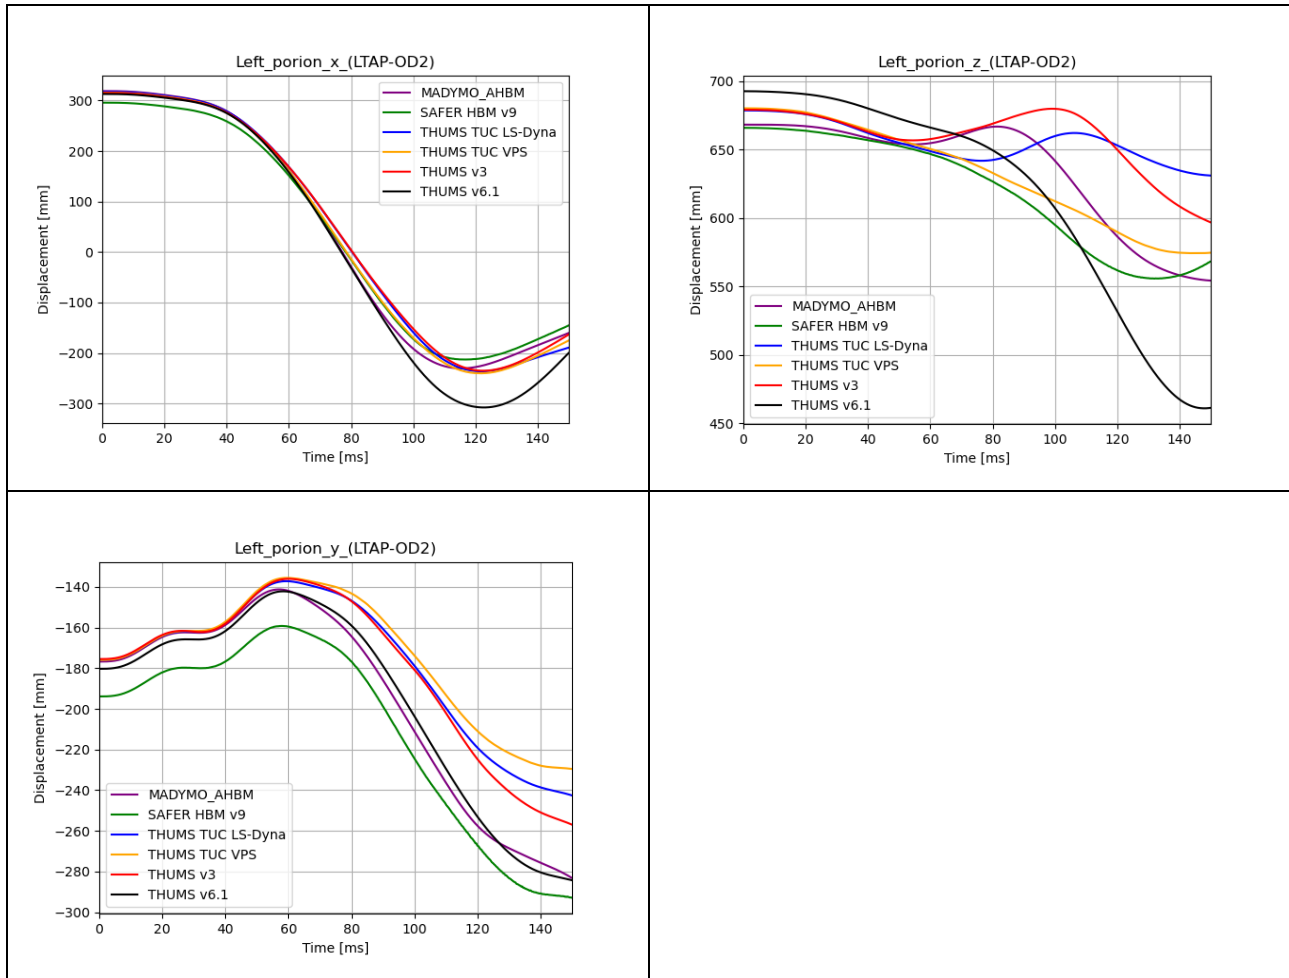 Left_porion_x_(LTAP-OD2)
Displacement [mm]
300
200
100
0
−100
−200
−300
0 20 40 60 80 100 120 140
Time [ms]
MADYMO_AHBM
SAFER HBM v9
THUMS TUC LS-Dyna
THUMS TUC VPS
THUMS v3
THUMS v6.1
Left_porion_z_(LTAP-OD2)
Displacement [mm]
700
650
600
550
500
450
0 20 40 60 80 100 120 140
Time [ms]
MADYMO_AHBM
SAFER HBM v9
THUMS TUC LS-Dyna
THUMS TUC VPS
THUMS v3
THUMS v6.1
Left_porion_y_(LTAP-OD2)
Displacement [mm]
−140
−160
−180
−200
−220
−240
−260
−280
−300
0 20 40 60 80 100 120 140
Time [ms]
MADYMO_AHBM
SAFER HBM v9
THUMS TUC LS-Dyna
THUMS TUC VPS
THUMS v3
THUMS v6.1